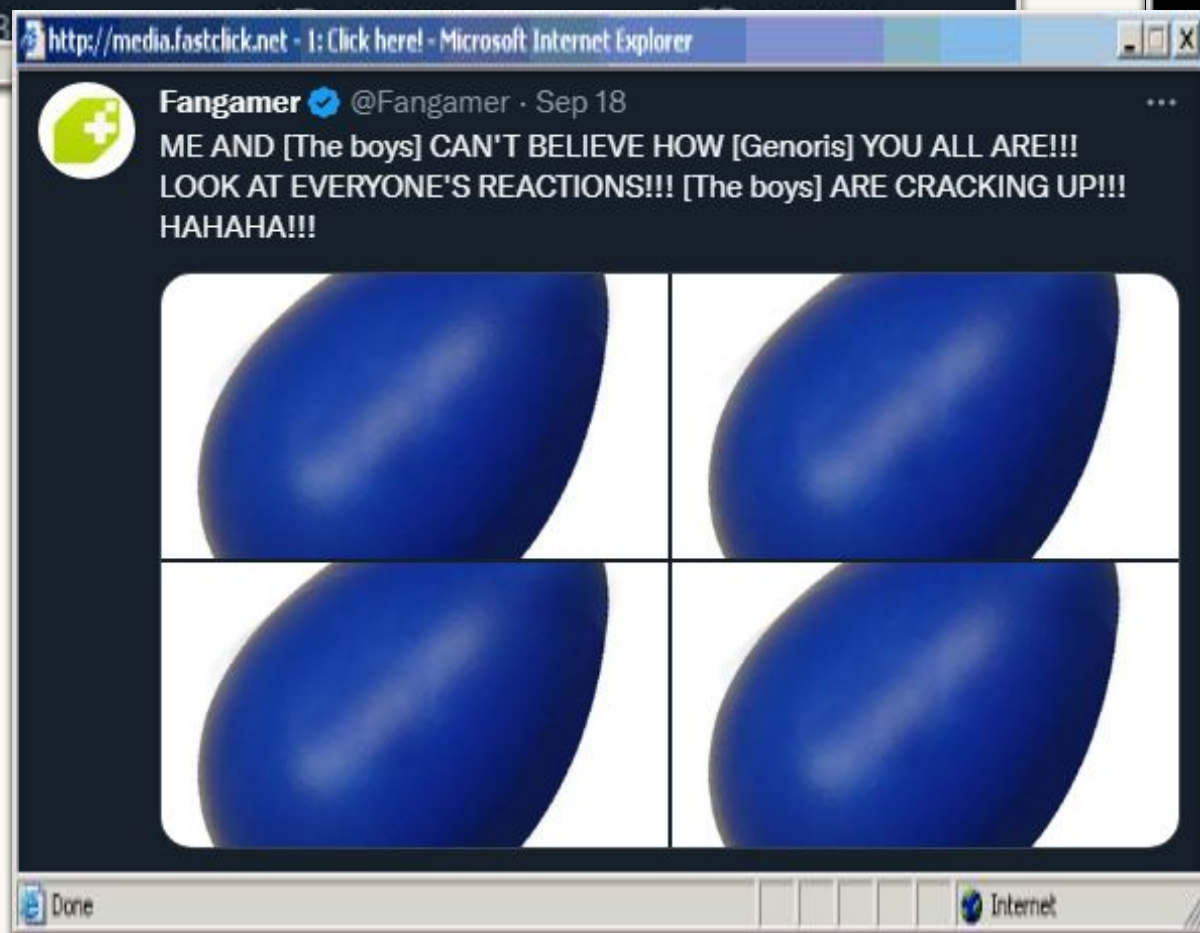 http://media.fastclick.net - 1: Click here! - Microsoft Internet Explorer
Fangamer @Fangamer · Sep 18
ME AND [The boys] CAN'T BELIEVE HOW [Genoris] YOU ALL ARE!!!
LOOK AT EVERYONE'S REACTIONS!!! [The boys] ARE CRACKING UP!!!
HAHAHA!!!
Done
Internet